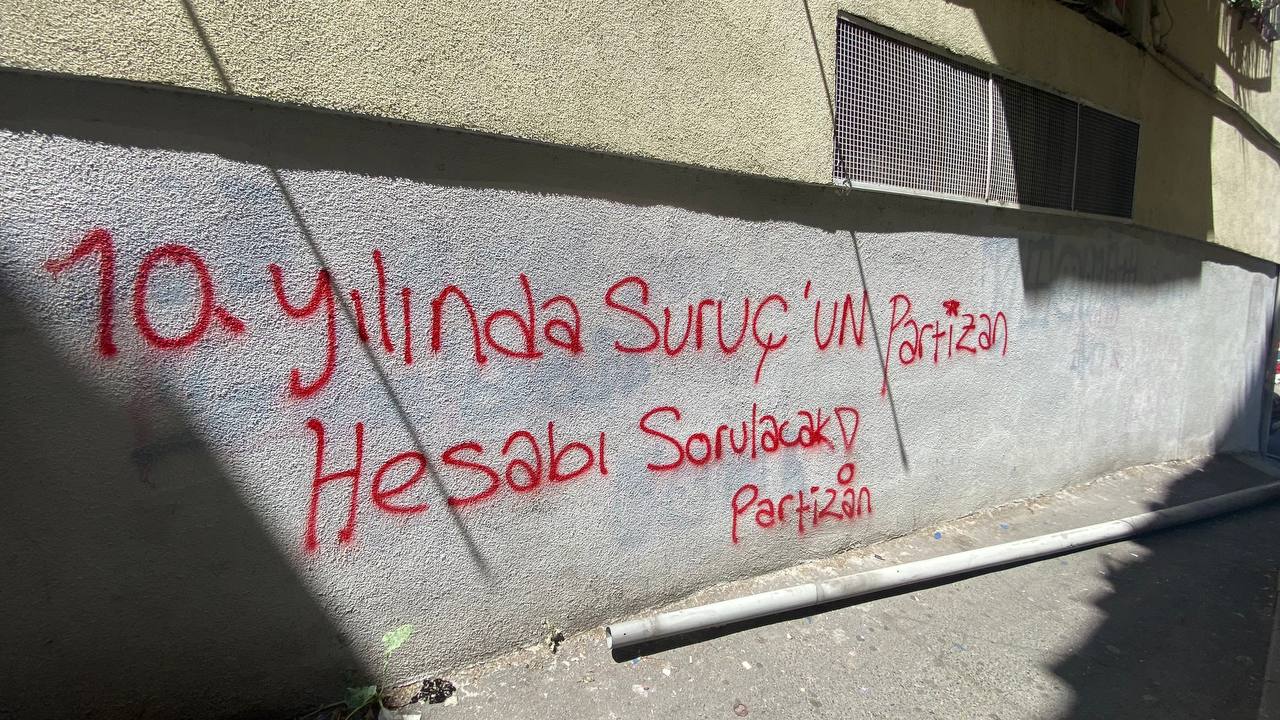 10. yılında Suruç'un Partizan
Hesabı Sorulacak!
Partizan